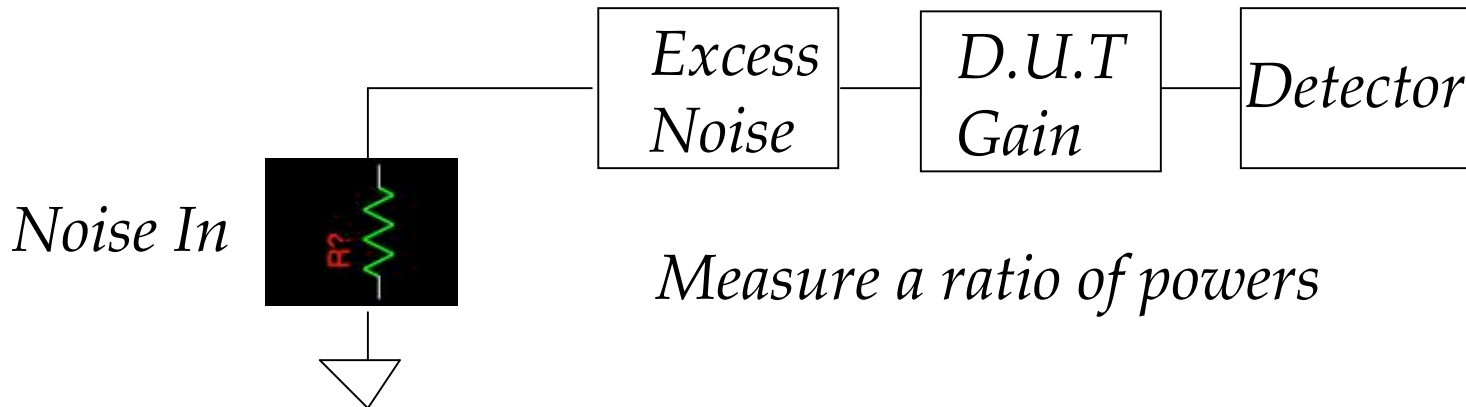 Excess
Noise
D.U.T
Gain
Detector
Noise In
R?
Measure a ratio of powers